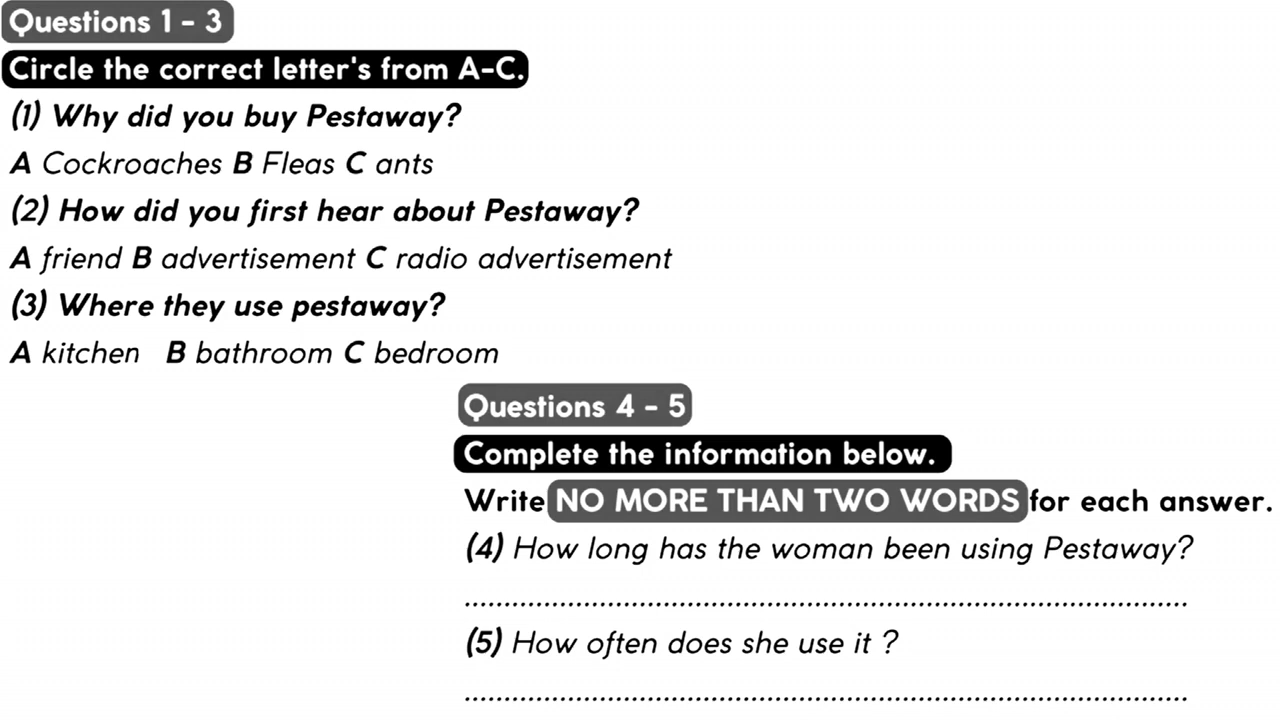 Questions 1 - 3
Circle the correct letter's from A-C.
(1) Why did you buy Pestaway?
A Cockroaches B Fleas C ants
(2) How did you first hear about Pestaway?
A friend B advertisement C radio advertisement
(3) Where they use pestaway?
A kitchen B bathroom C bedroom
Questions 4 - 5
Complete the information below.
Write NO MORE THAN TWO WORDS for each answer.
(4) How long has the woman been using Pestaway?
..........................................................................................
(5) How often does she use it ?
..........................................................................................